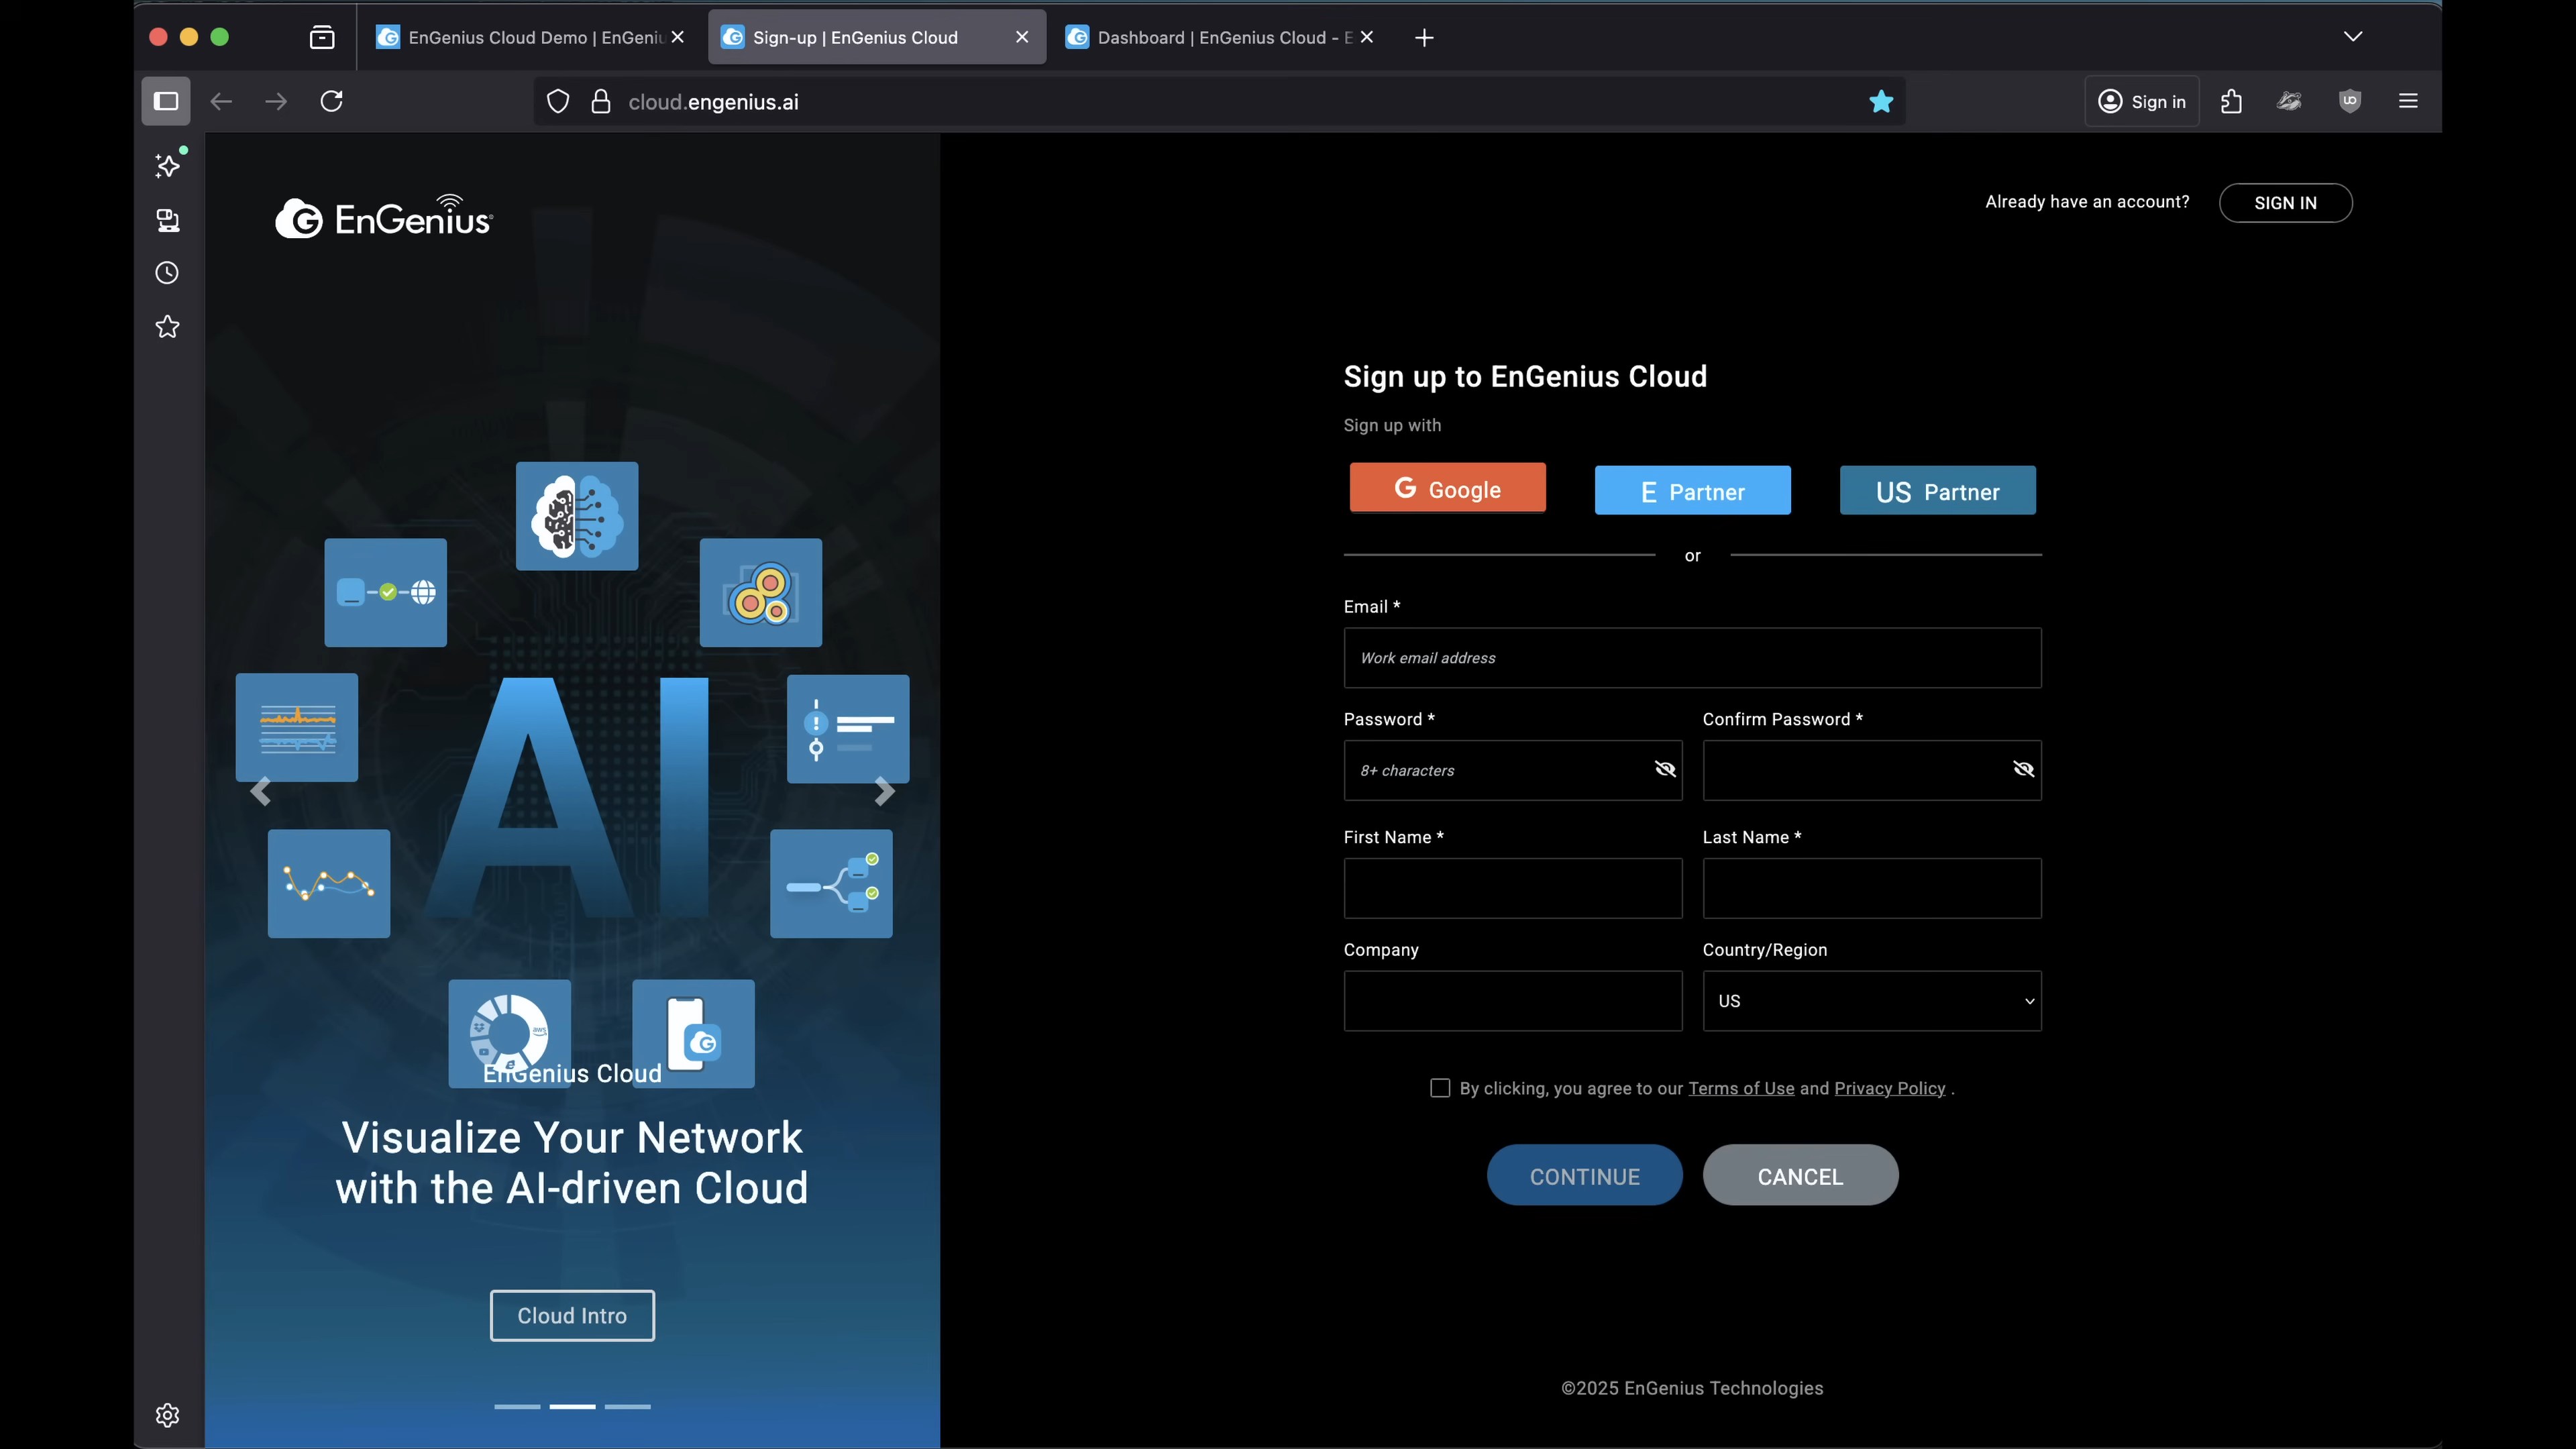 EnGenius Cloud Demo | EnGeniu
Sign-up | EnGenius Cloud
Dashboard | EnGenius Cloud - E
cloud.engenius.ai
Sign in
EnGenius
Already have an account?
SIGN IN
Sign up to EnGenius Cloud
Sign up with
G Google
E Partner
US Partner
or
Email *
Work email address
Password *
Confirm Password *
8+ characters
First Name *
Last Name *
Company
Country/Region
US
By clicking, you agree to our Terms of Use and Privacy Policy .
CONTINUE
CANCEL
©2025 EnGenius Technologies
AI
aws
EnGenius Cloud
Visualize Your Network
with the AI-driven Cloud
Cloud Intro